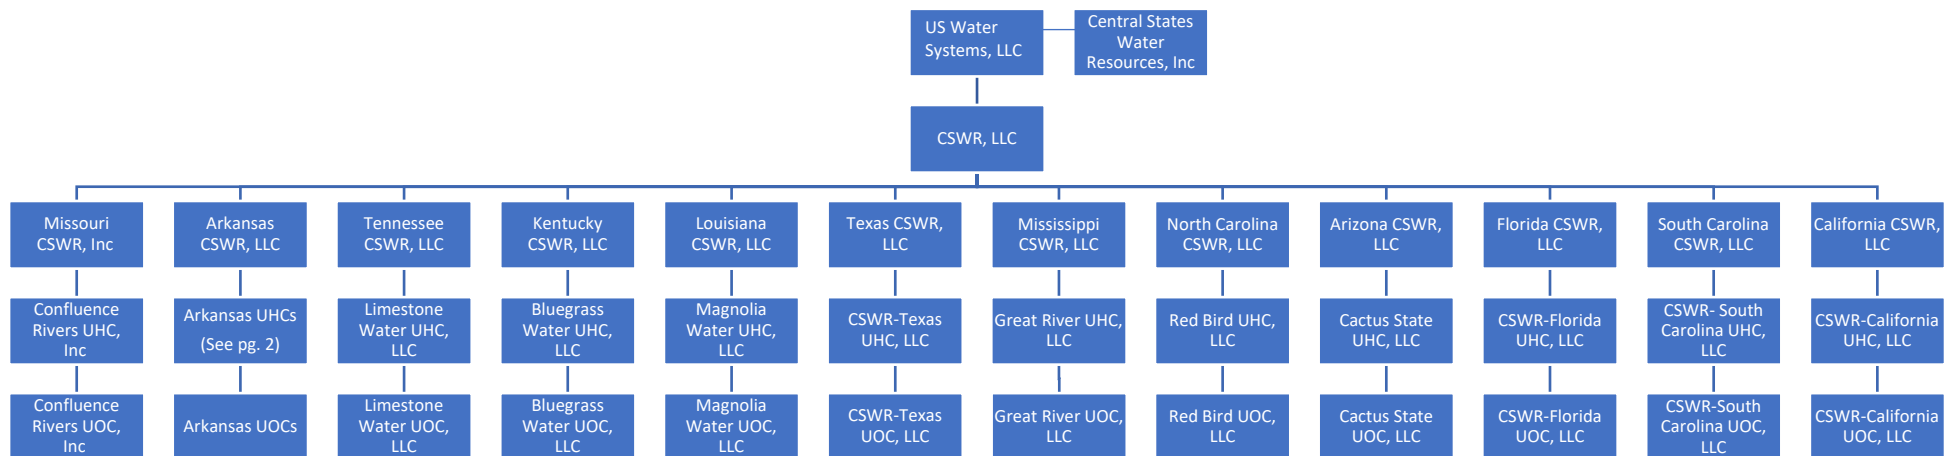 US Water
Systems, LLC
Central States
Water
Resources, Inc
CSWR, LLC
Missouri
CSWR, Inc
Arkansas
CSWR, LLC
Tennessee
CSWR, LLC
Kentucky
CSWR, LLC
Louisiana
CSWR, LLC
Texas CSWR,
LLC
Mississippi
CSWR, LLC
North Carolina
CSWR, LLC
Arizona CSWR,
LLC
Florida CSWR,
LLC
South Carolina
CSWR, LLC
California CSWR,
LLC
Confluence
Rivers UHC,
Inc
Arkansas UHCs
(See pg. 2)
Limestone
Water UHC,
LLC
Bluegrass
Water UHC,
LLC
Magnolia
Water UHC,
LLC
CSWR-Texas
UHC, LLC
Great River UHC,
LLC
Red Bird UHC,
LLC
Cactus State
UHC, LLC
CSWR-Florida
UHC, LLC
CSWR- South
Carolina UHC,
LLC
CSWR-California
UHC, LLC
Confluence
Rivers UOC,
Inc
Arkansas UOCs
Limestone
Water UOC,
LLC
Bluegrass
Water UOC,
LLC
Magnolia
Water UOC,
LLC
CSWR-Texas
UOC, LLC
Great River UOC,
LLC
Red Bird UOC,
LLC
Cactus State
UOC, LLC
CSWR-Florida
UOC, LLC
CSWR-South
Carolina UOC,
LLC
CSWR-California
UOC, LLC